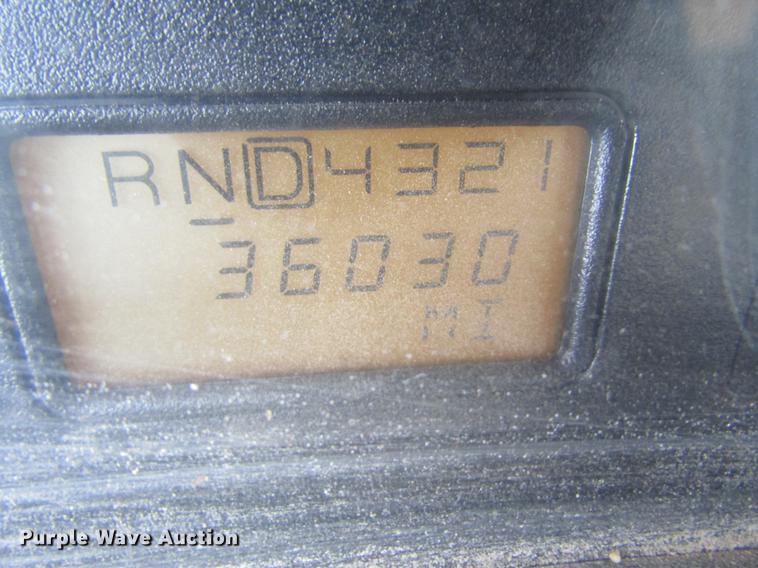 RND4321
36030
MI
Purple Wave Auction